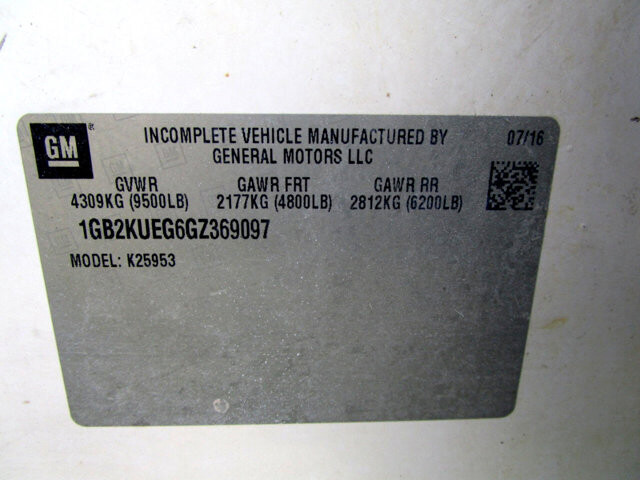 GM
INCOMPLETE VEHICLE MANUFACTURED BY 07/16
GENERAL MOTORS LLC
GVWR GAWR FRT GAWR RR
4309KG (9500LB) 2177KG (4800LB) 2812KG (6200LB)
1GB2KUEG6GZ369097
MODEL: K25953